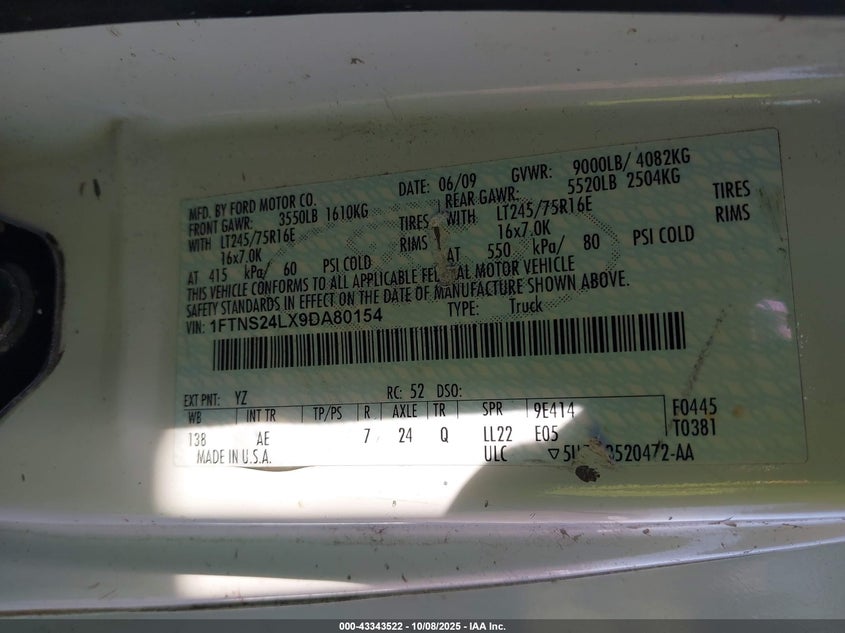 MFD. BY FORD MOTOR CO. DATE: 06/09 GVWR: 9000LB/ 4082KG
FRONT GAWR: 3550LB 1610KG REAR GAWR: 5520LB 2504KG
WITH LT245/75R16E TIRES WITH LT245/75R16E TIRES
16x7.0K RIMS 16x7.0K RIMS
AT 415 kPa/ 60 PSI COLD AT 550 kPa/ 80 PSI COLD
THIS VEHICLE CONFORMS TO ALL APPLICABLE FEDERAL MOTOR VEHICLE
SAFETY STANDARDS IN EFFECT ON THE DATE OF MANUFACTURE SHOWN ABOVE.
VIN: 1FTNS24LX9DA80154 TYPE: Truck
EXT PNT: YZ RC: 52 DSO:
WB INT TR TP/PS R AXLE TR SPR 9E414 F0445
138 AE 7 24 Q LL22 E05 T0381
MADE IN U.S.A. ULC
000-43343522 - 10/08/2025 - IAA Inc.